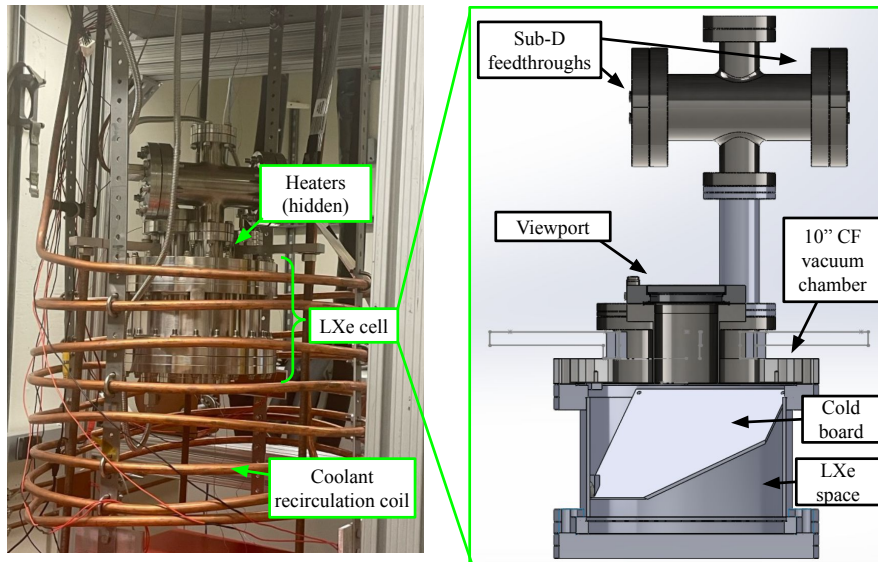 Heaters
(hidden)
LXe cell
Coolant
recirculation coil
Sub-D
feedthroughs
Viewport
10” CF
vacuum
chamber
Cold
board
LXe
space